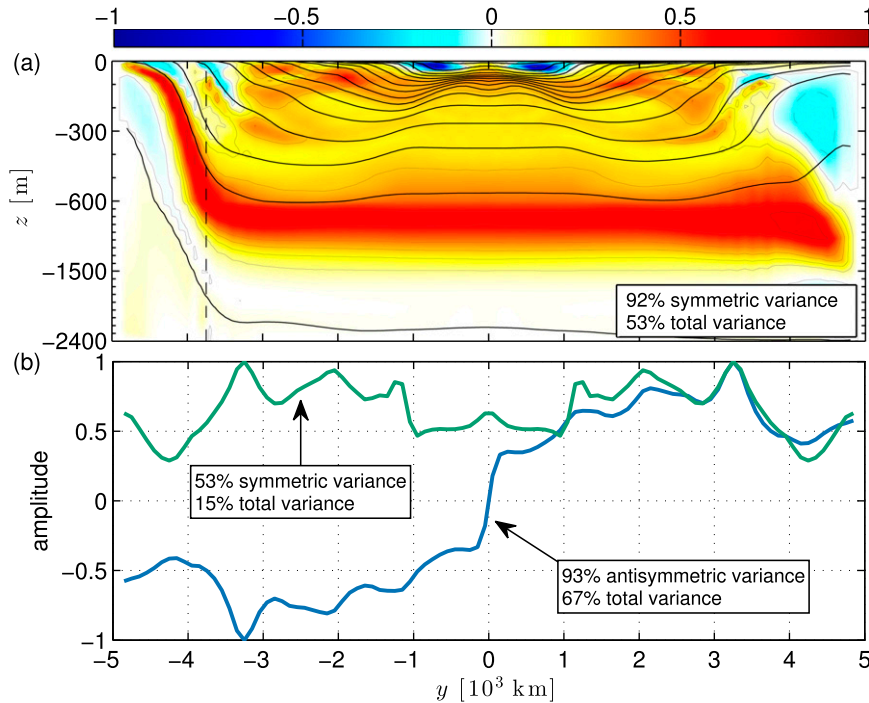 −1 −0.5 0 0.5 1
(a)
0
−300
−600
−1500
−2400
z [m]
92% symmetric variance
53% total variance
(b)
1
0.5
0
−0.5
−1
amplitude
53% symmetric variance
15% total variance
93% antisymmetric variance
67% total variance
−5 −4 −3 −2 −1 0 1 2 3 4 5
y [10³ km]